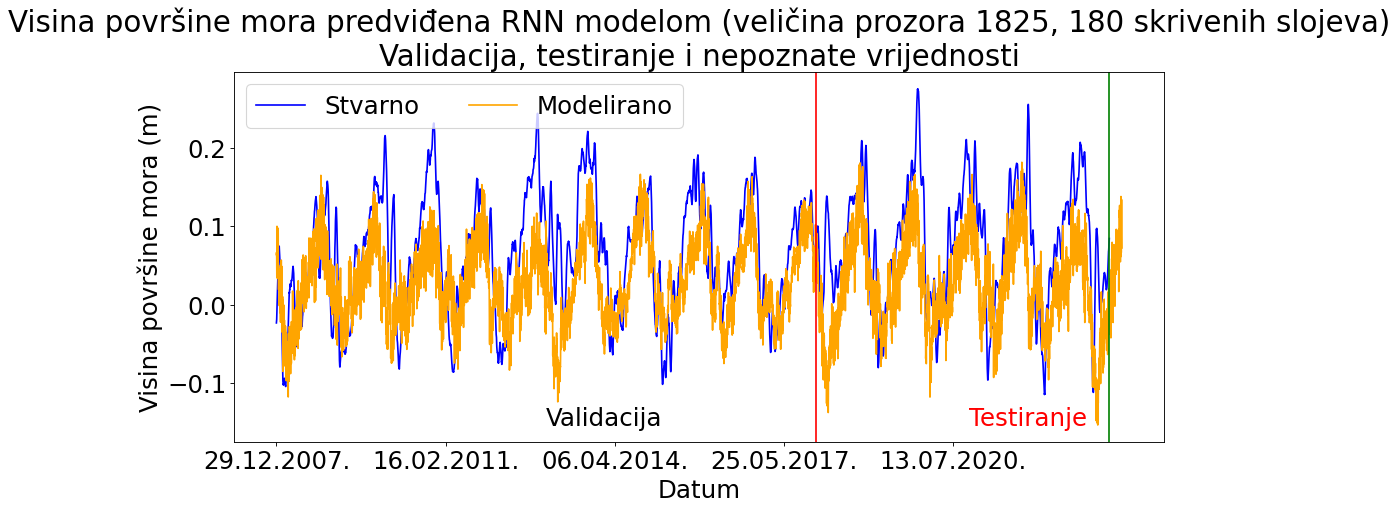 Visina površine mora predviđena RNN modelom (veličina prozora 1825, 180 skrivenih slojeva)
Validacija, testiranje i nepoznate vrijednosti
Stvarno
Modelirano
Visina površine mora (m)
0.2
0.1
0.0
−0.1
Validacija
Testiranje
29.12.2007.
16.02.2011.
06.04.2014.
25.05.2017.
13.07.2020.
Datum